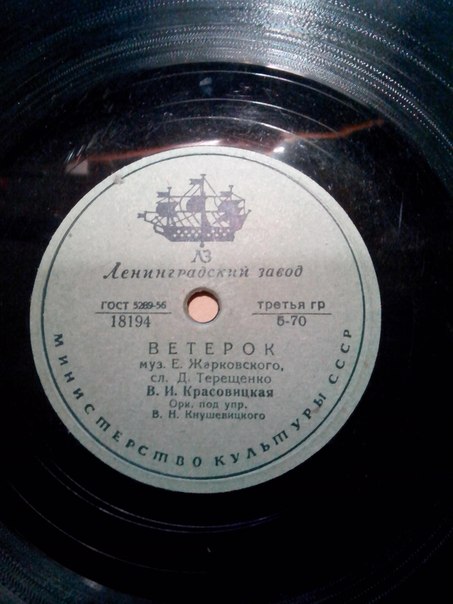 ЛЗ
Ленинградский завод
ГОСТ 5289-56
18194
третья гр
б-70
ВЕТЕРОК
муз. Е. Жарковского,
сл. Д. Терещенко
В. И. Красовицкая
Орк. под упр.
В. Н. Кнушевицкого
МИНИСТЕРСТВО КУЛЬТУРЫ СССР